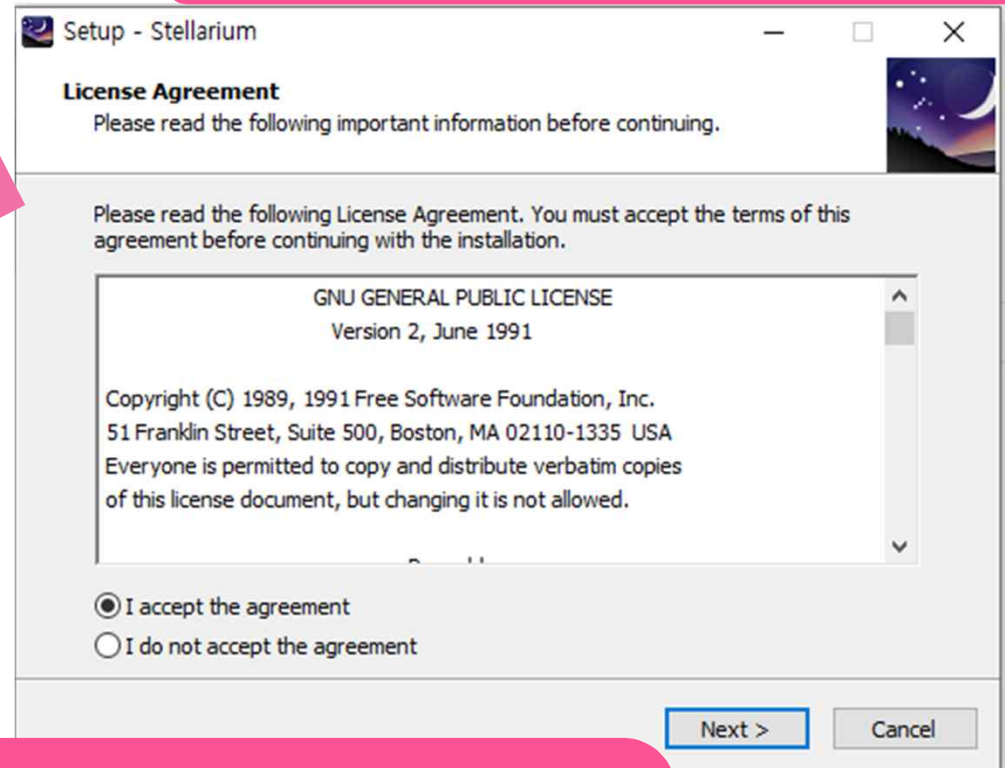 Setup - Stellarium
License Agreement
Please read the following important information before continuing.
Please read the following License Agreement. You must accept the terms of this
agreement before continuing with the installation.
GNU GENERAL PUBLIC LICENSE
Version 2, June 1991
Copyright (C) 1989, 1991 Free Software Foundation, Inc.
51 Franklin Street, Suite 500, Boston, MA 02110-1335 USA
Everyone is permitted to copy and distribute verbatim copies
of this license document, but changing it is not allowed.
I accept the agreement
I do not accept the agreement
Next >
Cancel